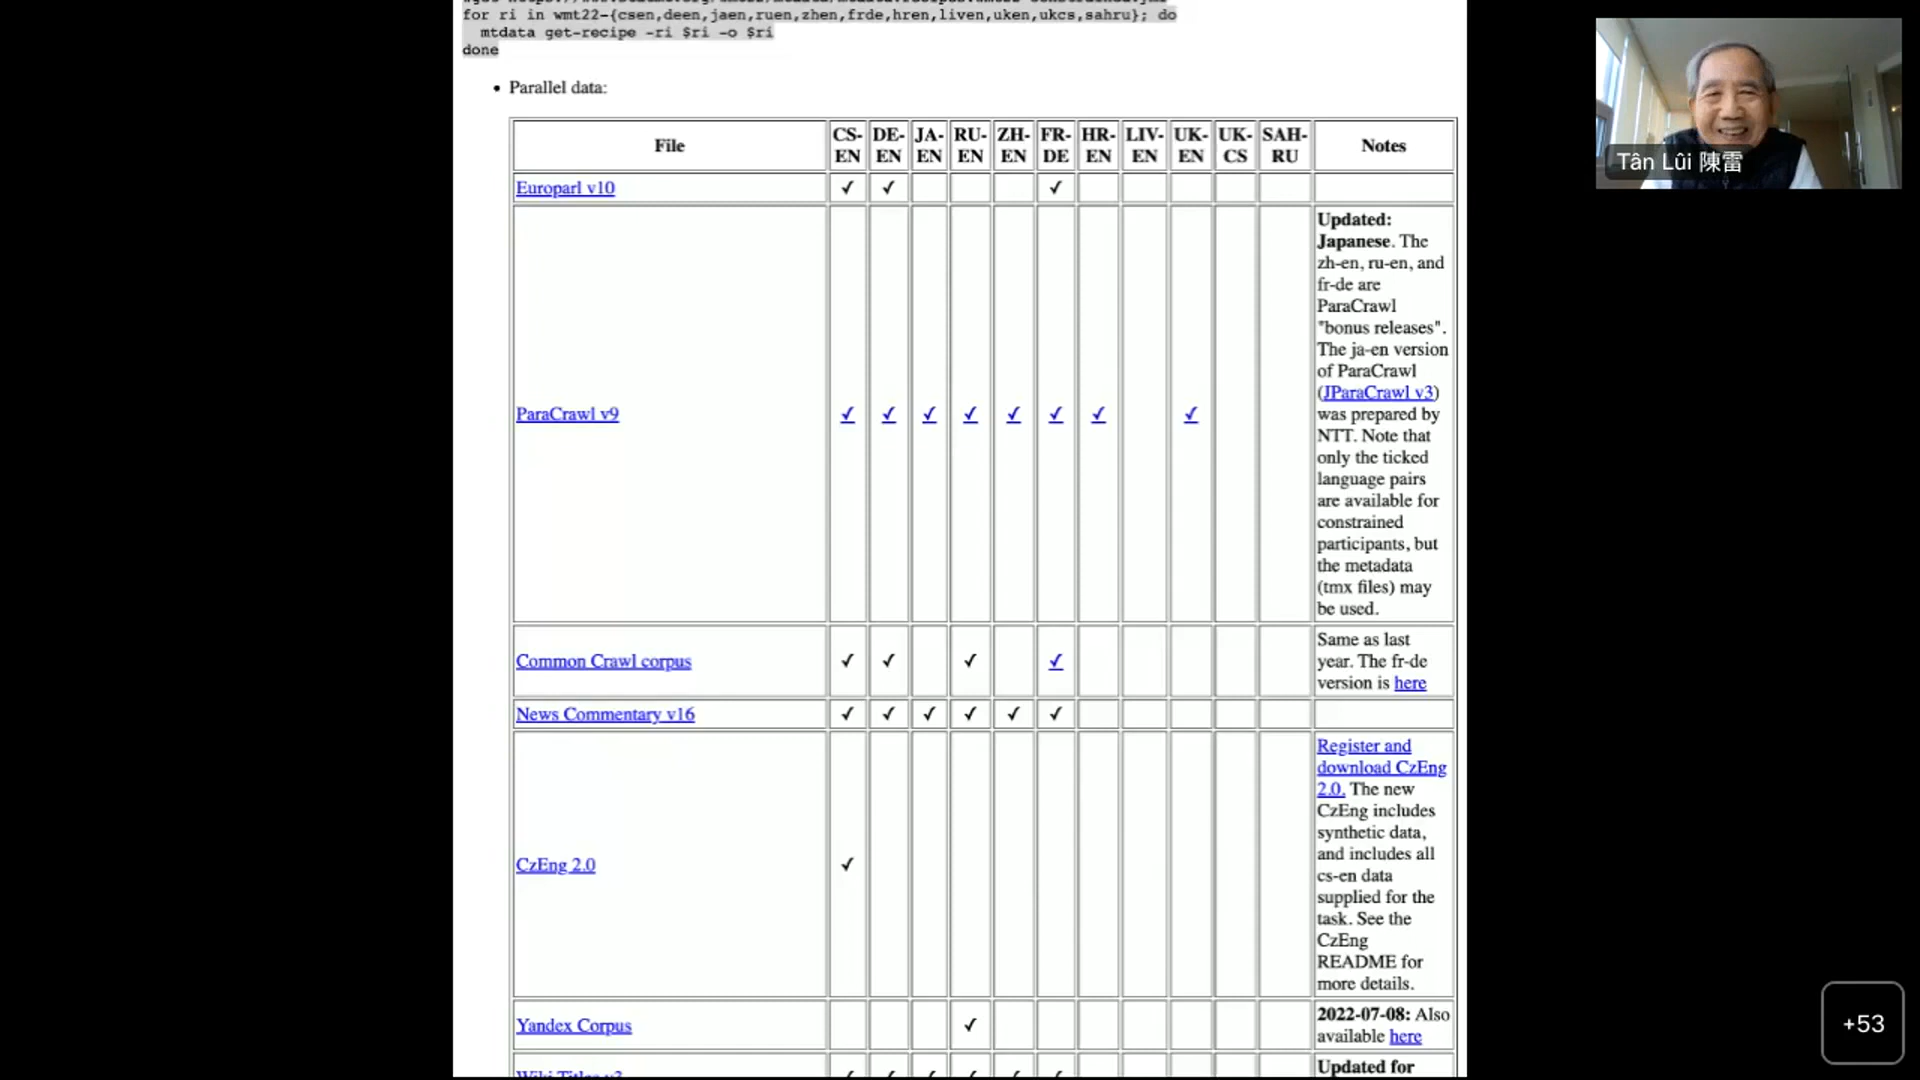 for ri in wmt22-{csen,deen,jaen,ruen,zhen,frde,hren,liven,uken,ukcs,sahru}; do
mtdata get-recipe -ri $ri -o $ri
done
• Parallel data:
File CS-EN DE-EN JA-EN RU-EN ZH-EN FR-DE HR-EN LIV-EN UK-EN UK-CS SAH-RU Notes
Europarl v10 ✓ ✓ ✓
ParaCrawl v9 ✓ ✓ ✓ ✓ ✓ ✓ ✓ ✓
Updated:
Japanese. The
zh-en, ru-en, and
fr-de are
ParaCrawl
"bonus releases".
The ja-en version
of ParaCrawl
(JParaCrawl v3)
was prepared by
NTT. Note that
only the ticked
language pairs
are available for
constrained
participants, but
the metadata
(tmx files) may
be used.
Common Crawl corpus ✓ ✓ ✓ ✓
Same as last
year. The fr-de
version is here
News Commentary v16 ✓ ✓ ✓ ✓ ✓ ✓
CzEng 2.0 ✓
Register and
download CzEng
2.0. The new
CzEng includes
synthetic data,
and includes all
cs-en data
supplied for the
task. See the
CzEng
README for
more details.
Yandex Corpus ✓
2022-07-08: Also
available here
Wiki Titles v3 ✓ ✓ ✓ ✓ ✓ ✓
Updated for
Tân Lûi 陳雷
+53